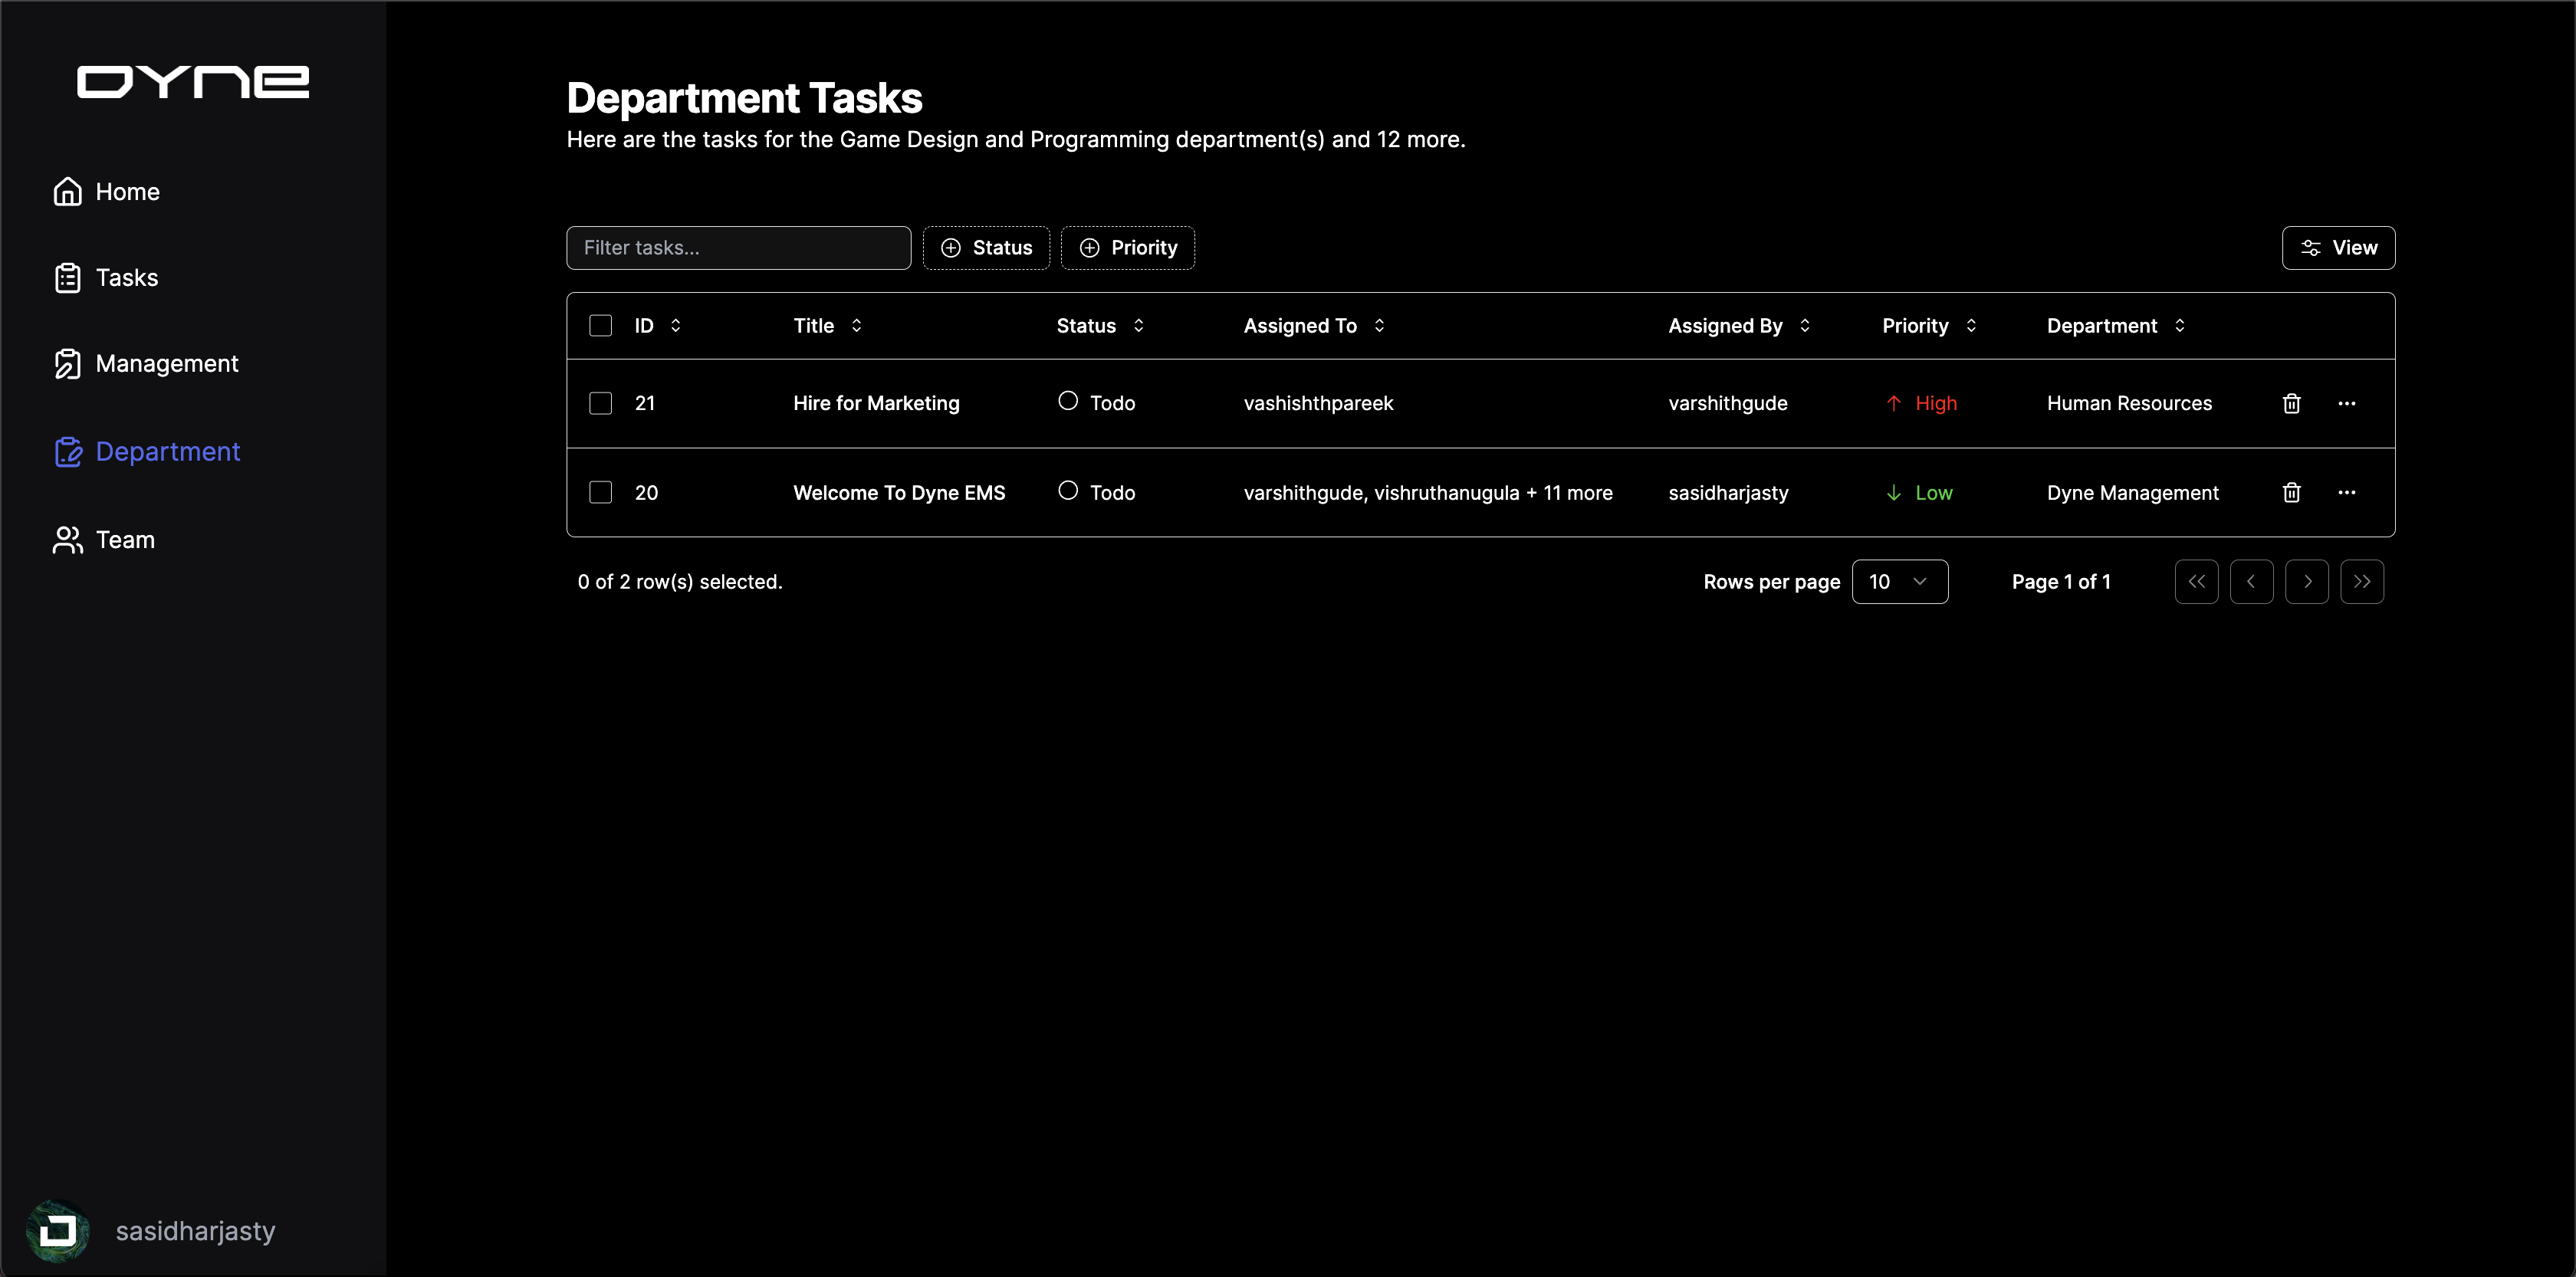 DYNE
Home
Tasks
Management
Department
Team
sasidharjasty
Department Tasks
Here are the tasks for the Game Design and Programming department(s) and 12 more.
Filter tasks... Status Priority View
ID Title Status Assigned To Assigned By Priority Department
21 Hire for Marketing Todo vashishthpareek varshithgude High Human Resources
20 Welcome To Dyne EMS Todo varshithgude, vishruthanugula + 11 more sasidharjasty Low Dyne Management
0 of 2 row(s) selected. Rows per page 10 Page 1 of 1